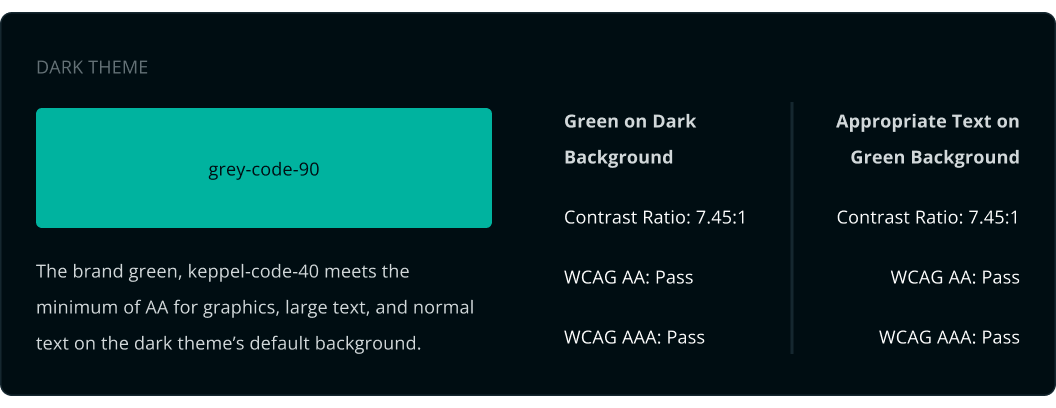 DARK THEME
grey-code-90
The brand green, keppel-code-40 meets the
minimum of AA for graphics, large text, and normal
text on the dark theme’s default background.
Green on Dark
Background
Contrast Ratio: 7.45:1
WCAG AA: Pass
WCAG AAA: Pass
Appropriate Text on
Green Background
Contrast Ratio: 7.45:1
WCAG AA: Pass
WCAG AAA: Pass